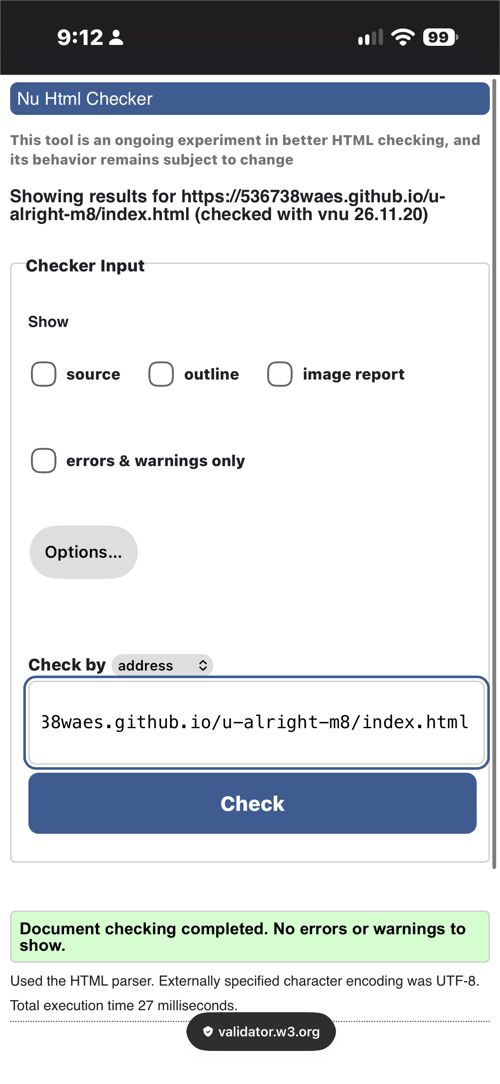 9:12
99
Nu Html Checker
This tool is an ongoing experiment in better HTML checking, and
its behavior remains subject to change
Showing results for https://536738waes.github.io/u-
alright-m8/index.html (checked with vnu 26.11.20)
Checker Input
Show
source outline image report
errors & warnings only
Options...
Check by address
38waes.github.io/u-alright-m8/index.html
Check
Document checking completed. No errors or warnings to
show.
Used the HTML parser. Externally specified character encoding was UTF-8.
Total execution time 27 milliseconds.
validator.w3.org